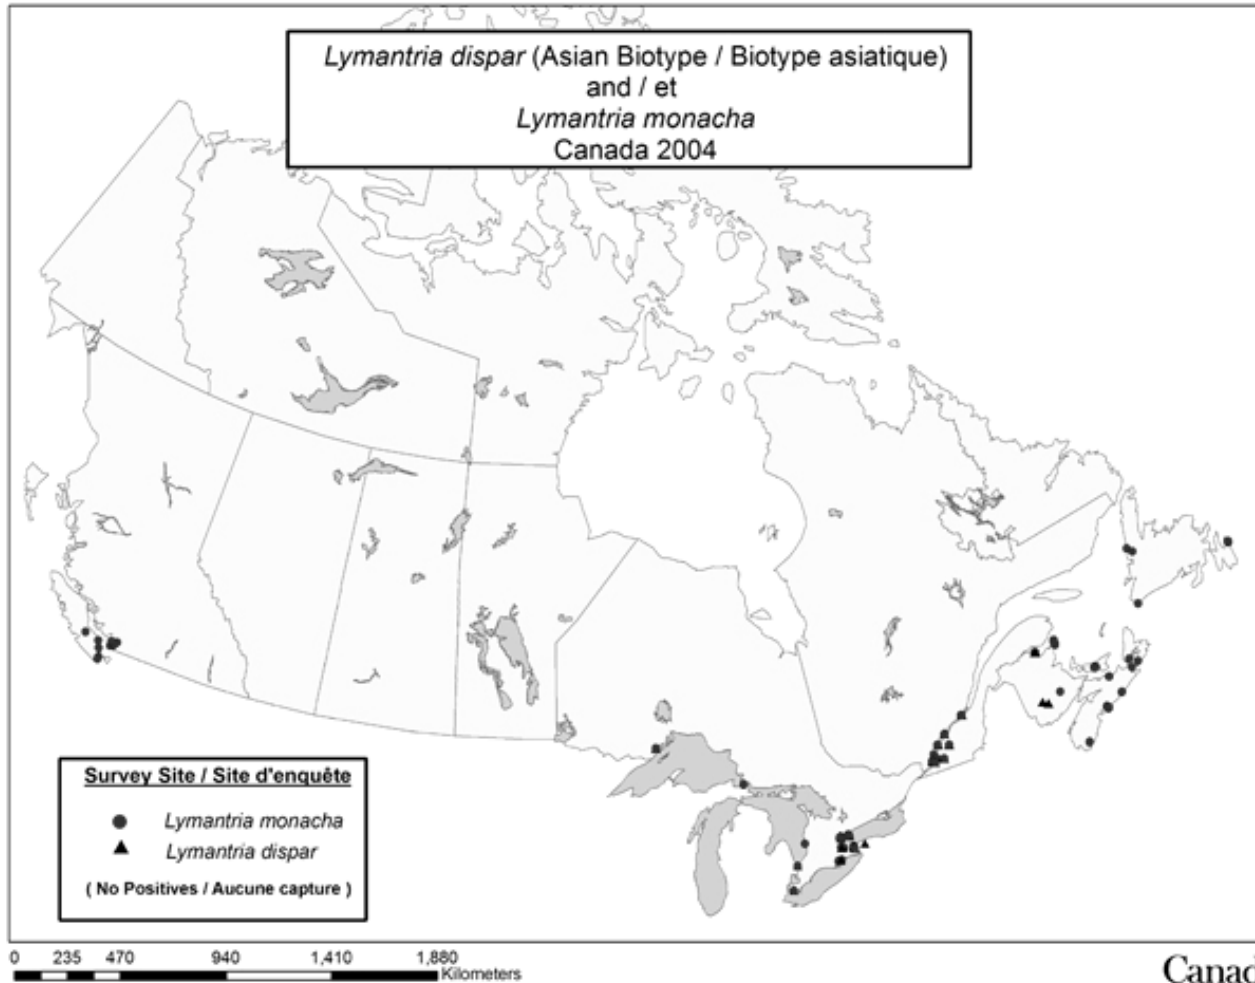 Lymantria dispar (Asian Biotype / Biotype asiatique)
and / et
Lymantria monacha
Canada 2004
Survey Site / Site d'enquête
Lymantria monacha
Lymantria dispar
( No Positives / Aucune capture )
0 235 470 940 1,410 1,880
Kilometers
Canad